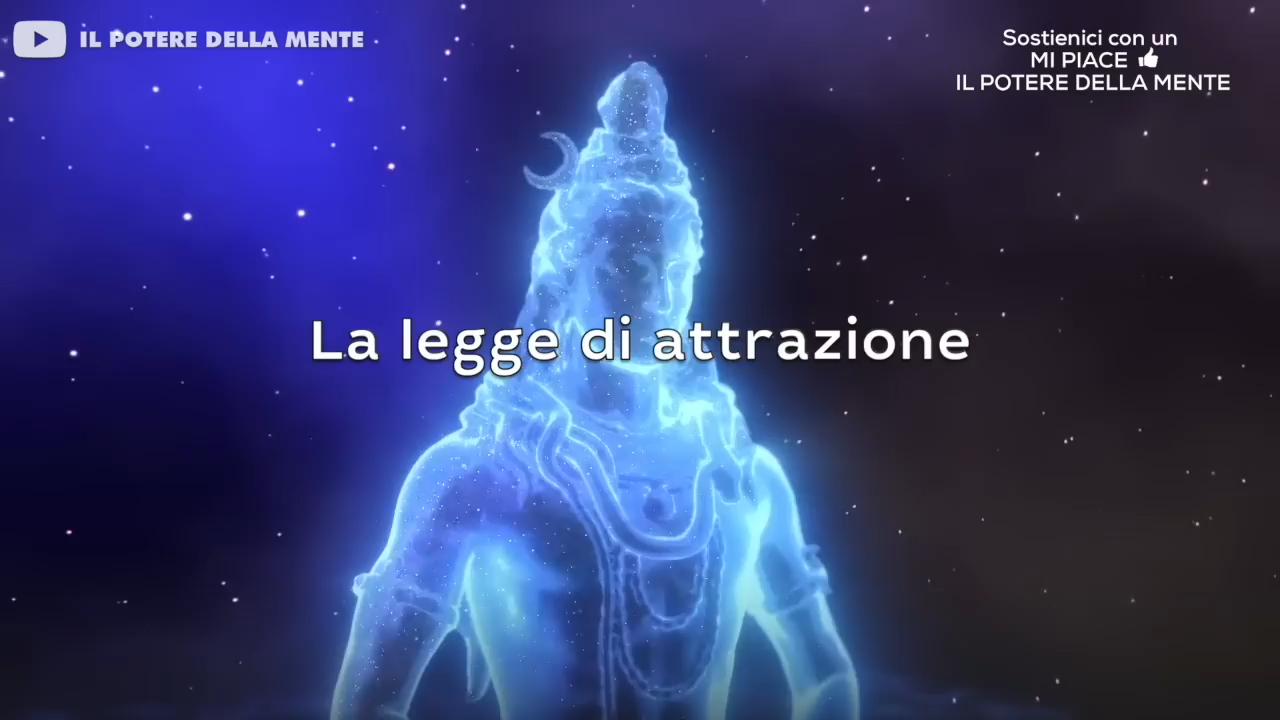 IL POTERE DELLA MENTE
Sostienici con un
MI PIACE 👍
IL POTERE DELLA MENTE
La legge di attrazione